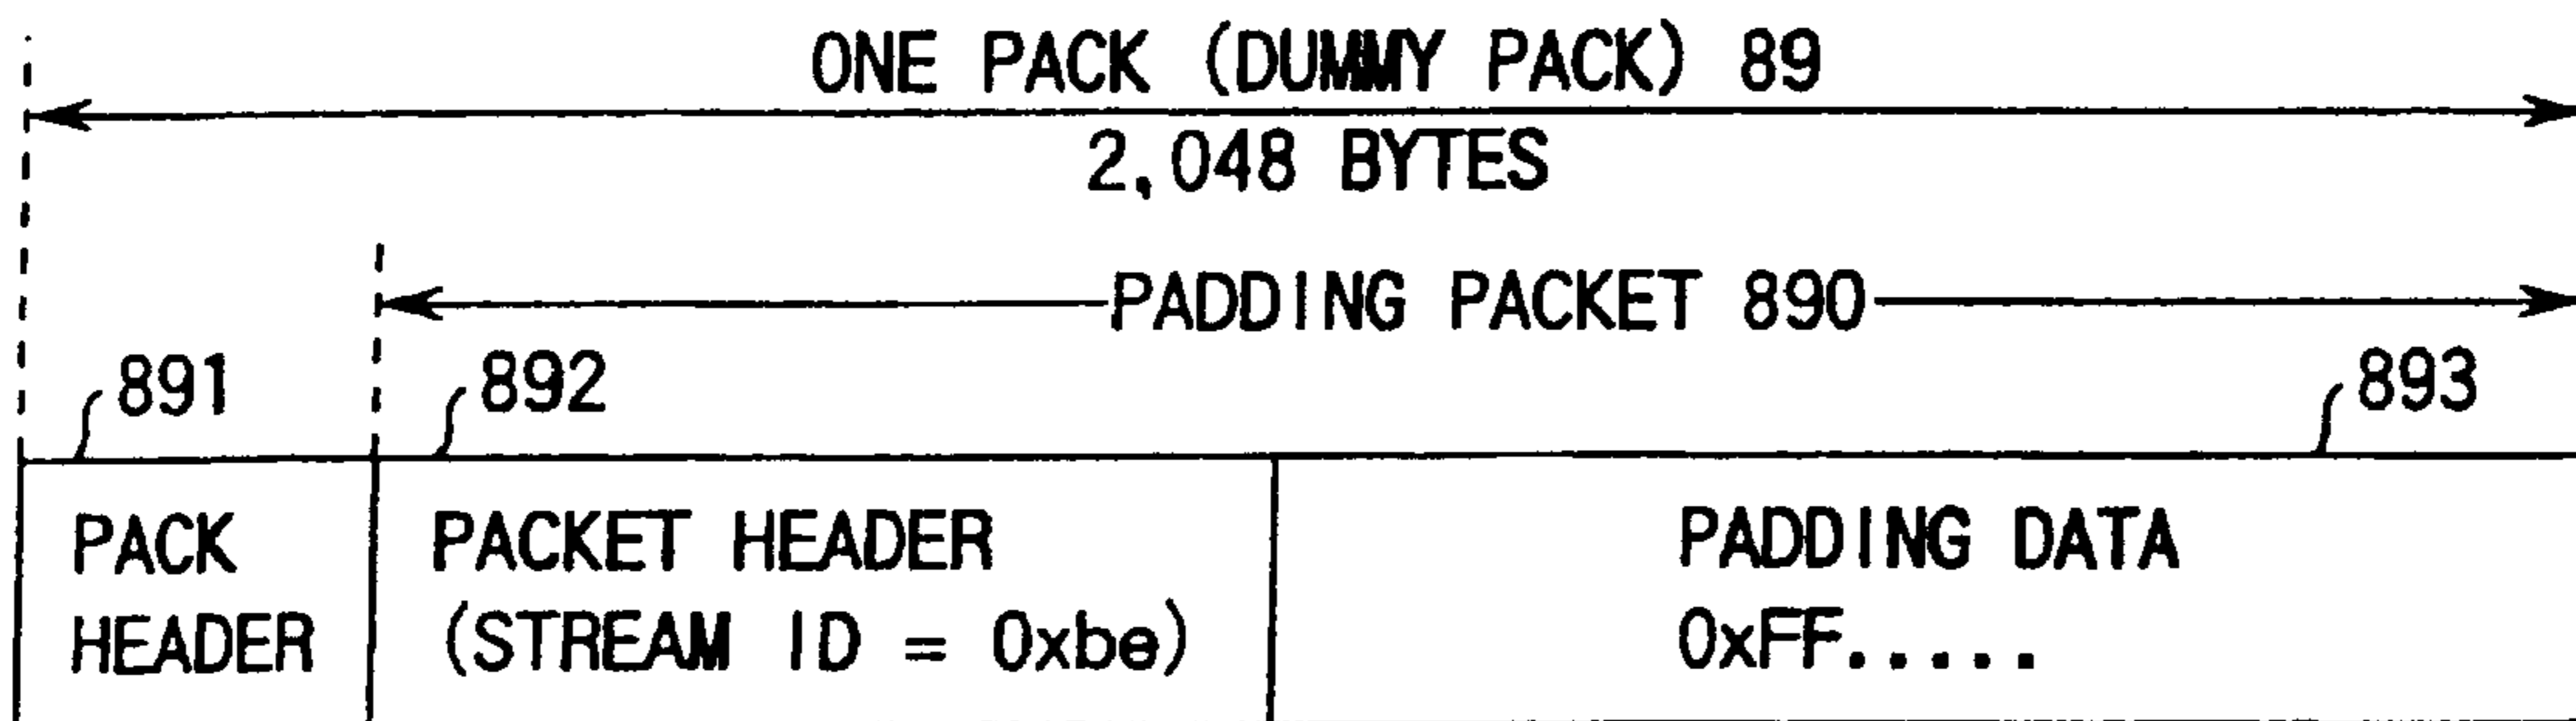 ONE PACK (DUMMY PACK) 89
2,048 BYTES
PADDING PACKET 890
891 892 893
PACK HEADER
PACKET HEADER
(STREAM ID = 0xbe)
PADDING DATA
0xFF.....